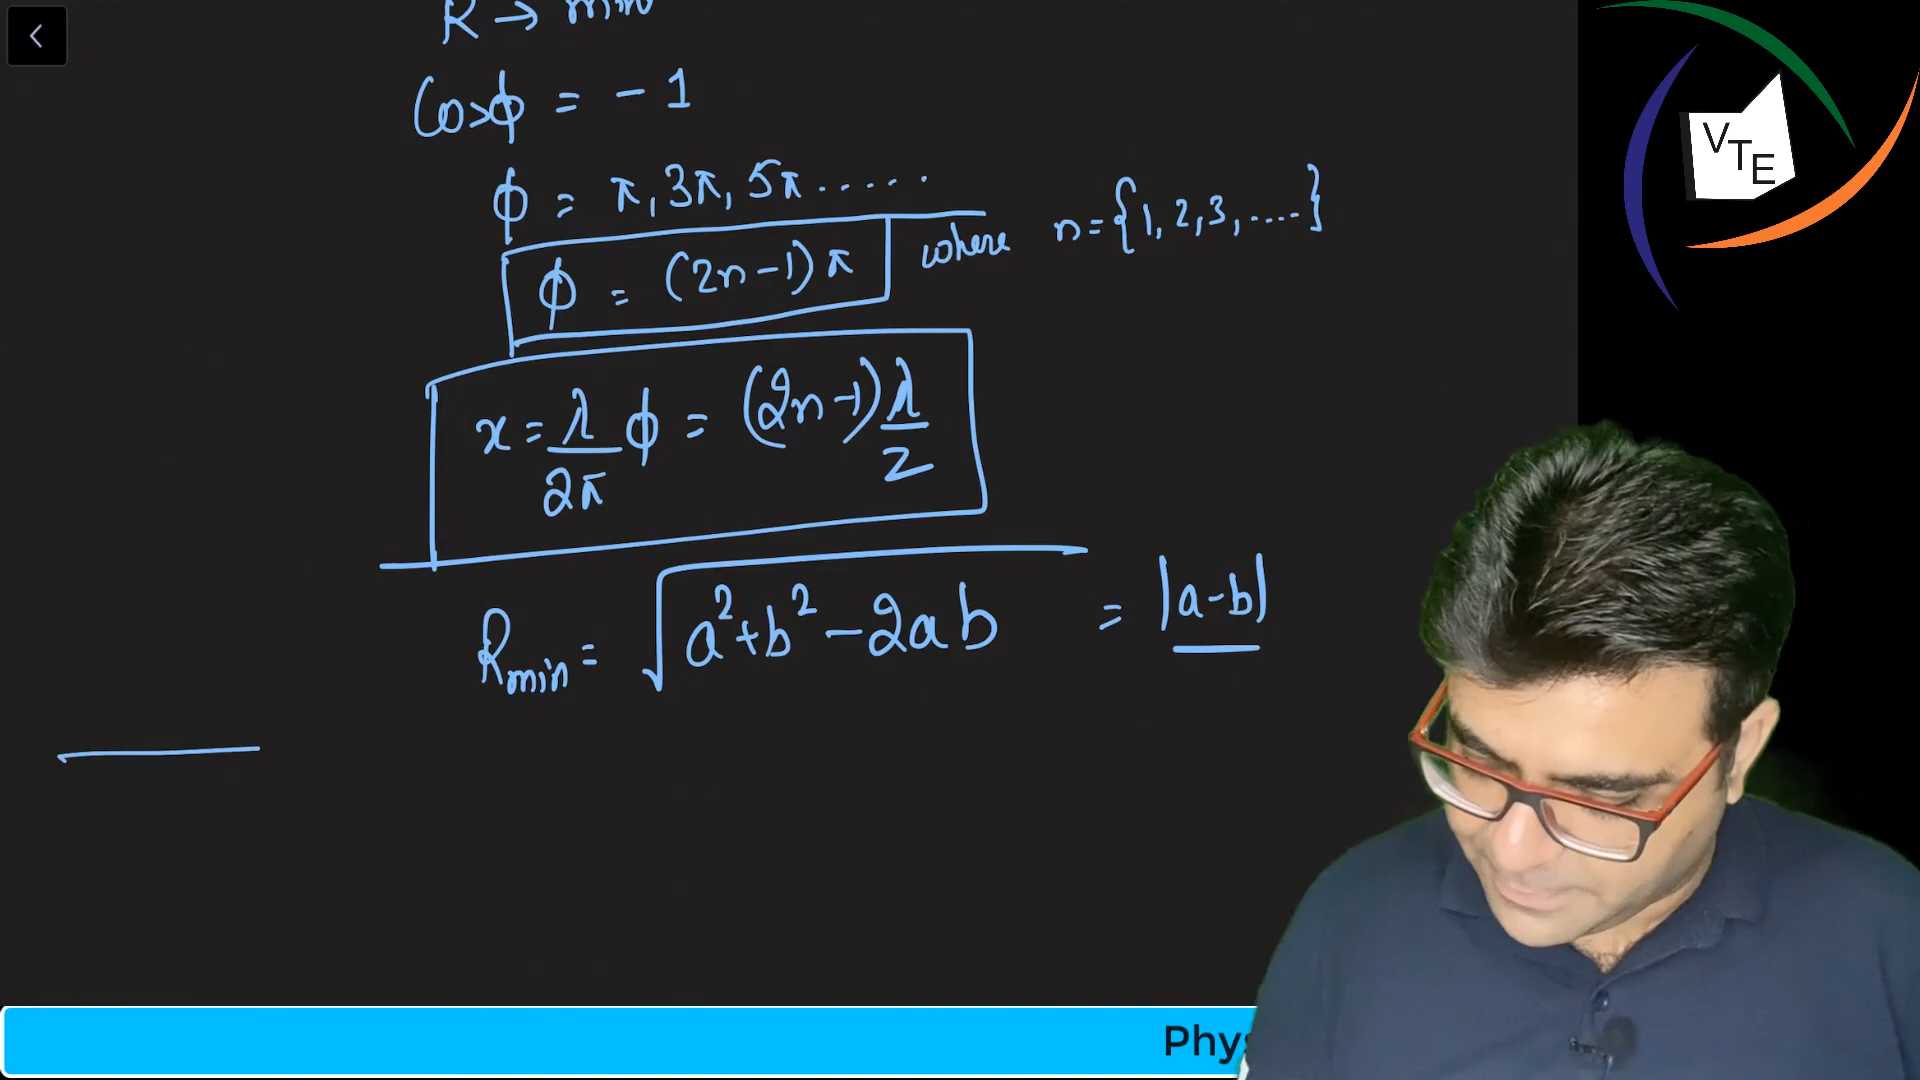 R → min
Cosφ = - 1
φ = π, 3π, 5π.....
φ = (2n-1)π where n={1, 2, 3, ....}
x = λ/2π φ = (2n-1) λ/2
Rmin = √a²+b²-2ab = |a-b|
VTE
Phys